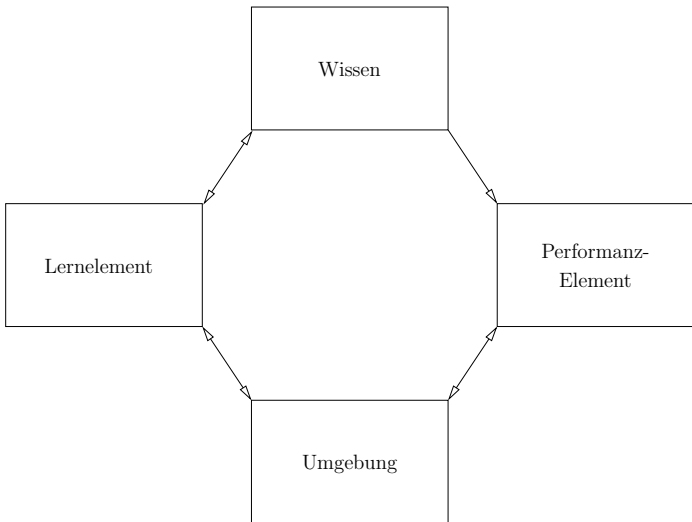 Wissen
Lernelement
Performanz-
Element
Umgebung